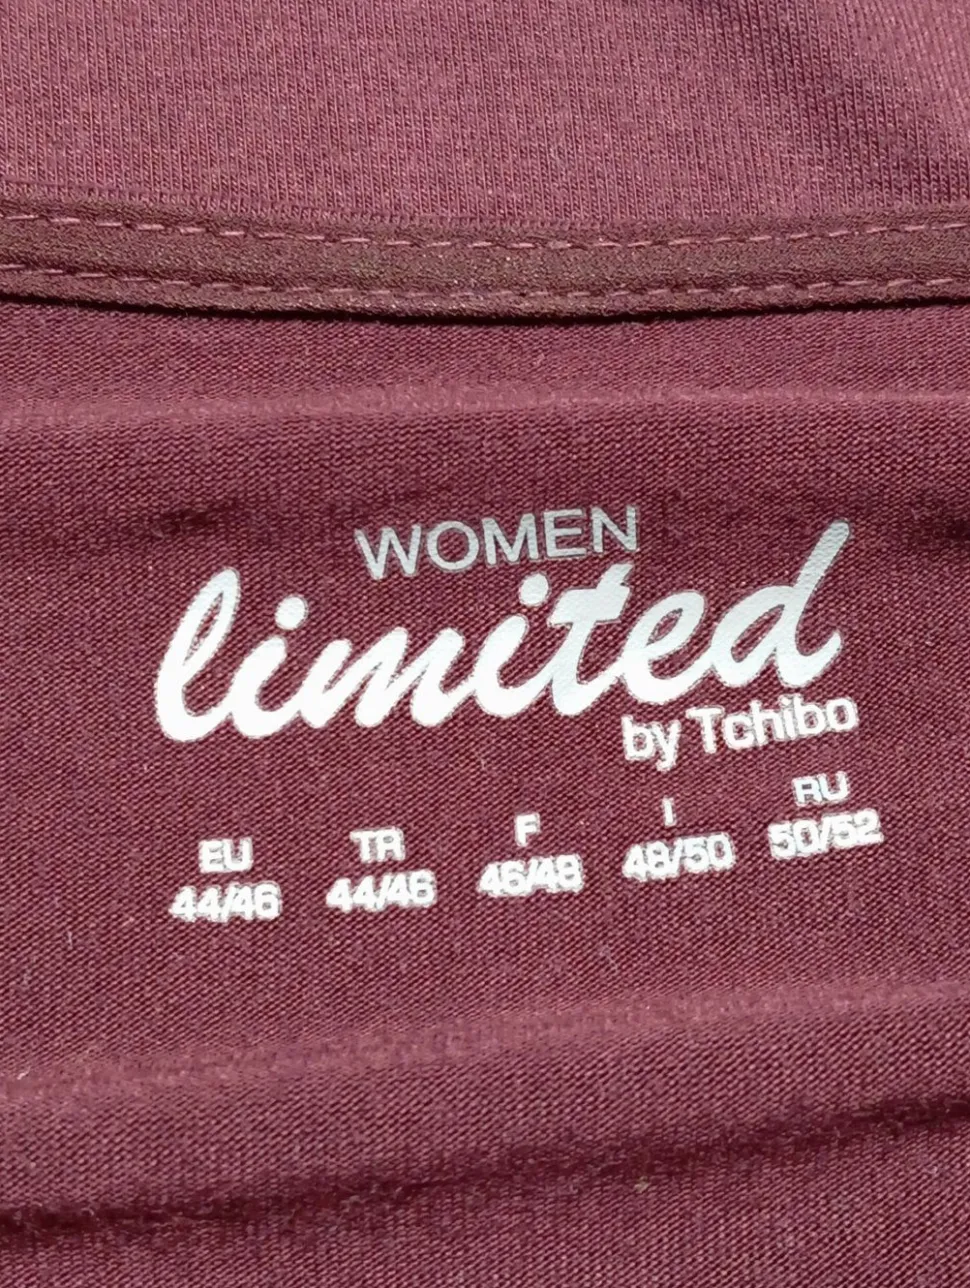 WOMEN
limited
by Tchibo
EU TR F I RU
44/46 44/46 46/48 48/50 50/52